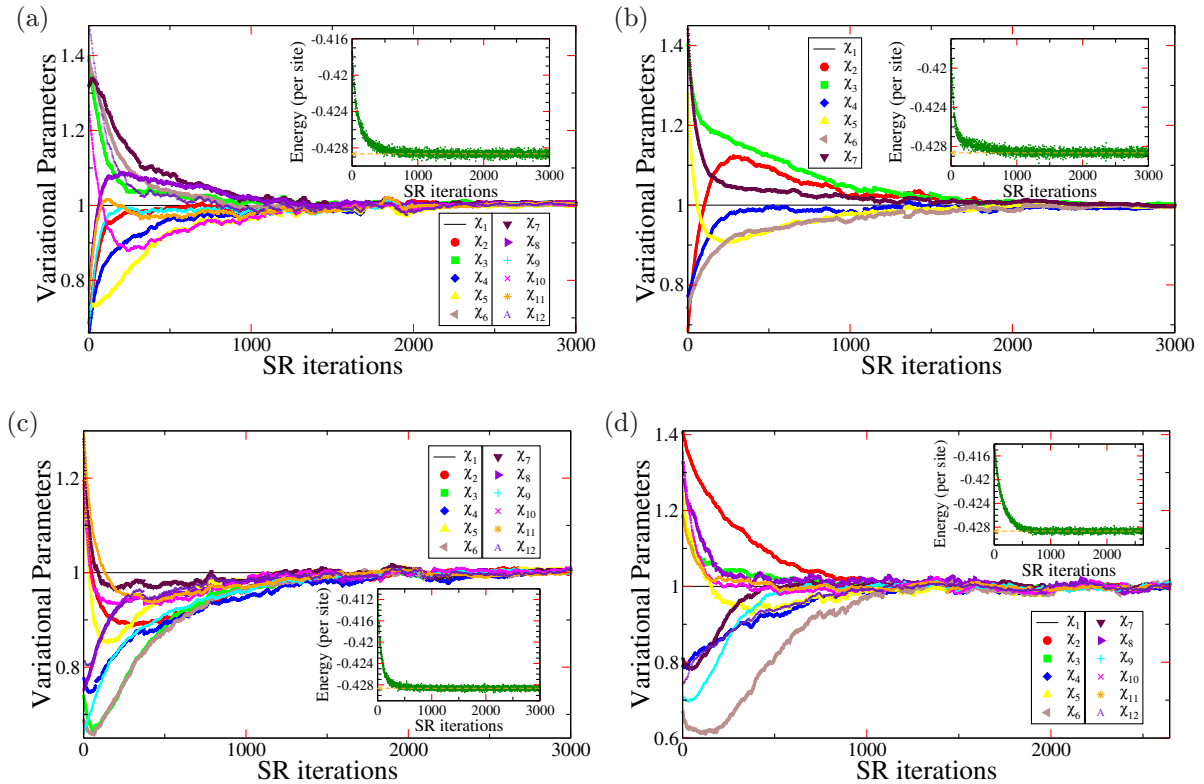 (a)
1.4
1.2
1
0.8
Variational Parameters
0
1000
2000
3000
SR iterations
-0.416
-0.42
-0.424
-0.428
Energy (per site)
0
1000
2000
3000
SR iterations
χ1 χ7
χ2 χ8
χ3 χ9
χ4 χ10
χ5 χ11
χ6 A χ12
(b)
1.4
1.2
1
0.8
Variational Parameters
0
1000
2000
3000
SR iterations
χ1
χ2
χ3
χ4
χ5
χ6
χ7
-0.42
-0.424
-0.428
Energy (per site)
0
1000
2000
3000
SR iterations
(c)
1.2
1
0.8
Variational Parameters
0
1000
2000
3000
SR iterations
χ1 χ7
χ2 χ8
χ3 χ9
χ4 χ10
χ5 χ11
χ6 A χ12
-0.412
-0.416
-0.42
-0.424
-0.428
Energy (per site)
0
1000
2000
3000
SR iterations
(d)
1.4
1.2
1
0.8
0.6
Variational Parameters
0
1000
2000
SR iterations
-0.416
-0.42
-0.424
-0.428
Energy (per site)
0
1000
2000
SR iterations
χ1 χ7
χ2 χ8
χ3 χ9
χ4 χ10
χ5 χ11
χ6 A χ12